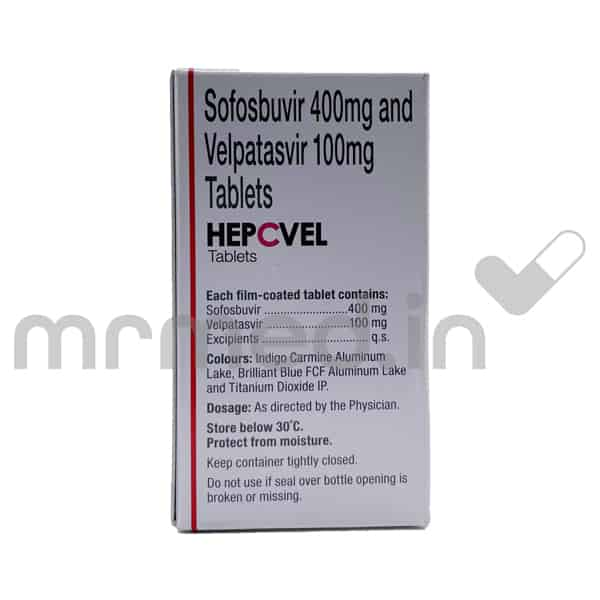 Sofosbuvir 400mg and
Velpatasvir 100mg
Tablets
HEPCVEL
Tablets
Each film-coated tablet contains:
Sofosbuvir ........................ 400 mg
Velpatasvir........................100 mg
Excipients ........................... q.s.
Colours: Indigo Carmine Aluminum
Lake, Brilliant Blue FCF Aluminum Lake
and Titanium Dioxide IP.
Dosage: As directed by the Physician.
Store below 30°C.
Protect from moisture.
Keep container tightly closed.
Do not use if seal over bottle opening is
broken or missing.
mrmed.in